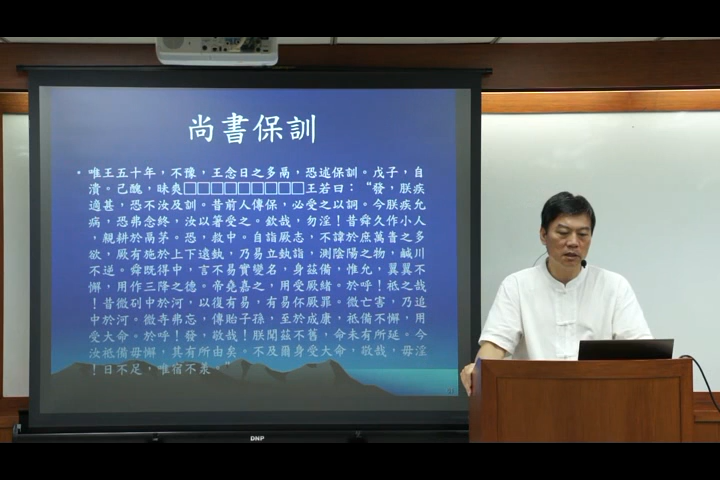 尚書保訓
• 唯王五十年，不豫，王念日之多鬲，恐述保訓。戊子，自
潰。己醜，昧爽□□□□□□□□□王若曰：“發，朕疾
適甚，恐不汝及訓。昔前人傳保，必受之以詞。今朕疾允
病，恐弗念終，汝以著受之。欽哉，勿淫！昔舜久作小人
，親耕於鬲茅。恐，救中。自詣厥志，不諱於庶萬眚之多
欲，厥有施於上下遠埶，乃易立埶詣，測陰陽之物，鹹川
不逆。舜既得中，言不易實變名，身茲備，惟允，翼翼不
懈，用作三降之德。帝堯嘉之，用受厥緒。於呼！祗之哉
！昔微矵中於河，以復有易，有易伓厥罪。微亡害，乃追
中於河。微寺弗忘，傳貽子孫，至於成康，祗備不懈，用
受大命。於呼！發，敬哉！朕聞茲不舊，命未有所延。今
汝祗備毋懈，其有所由矣。不及爾身受大命，敬哉，毋淫
！日不足，唯宿不羕。”
DNP